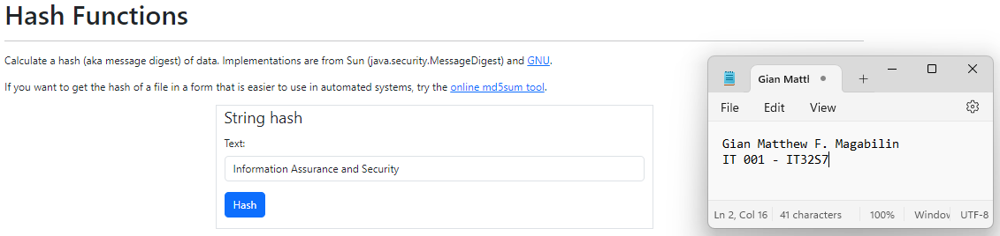 Hash Functions
Calculate a hash (aka message digest) of data. Implementations are from Sun (java.security.MessageDigest) and GNU.
If you want to get the hash of a file in a form that is easier to use in automated systems, try the online md5sum tool.
String hash
Text:
Information Assurance and Security
Hash
Gian Mattl
File Edit View
Gian Matthew F. Magabilin
IT 001 - IT32S7
Ln 2, Col 16 41 characters 100% Window UTF-8